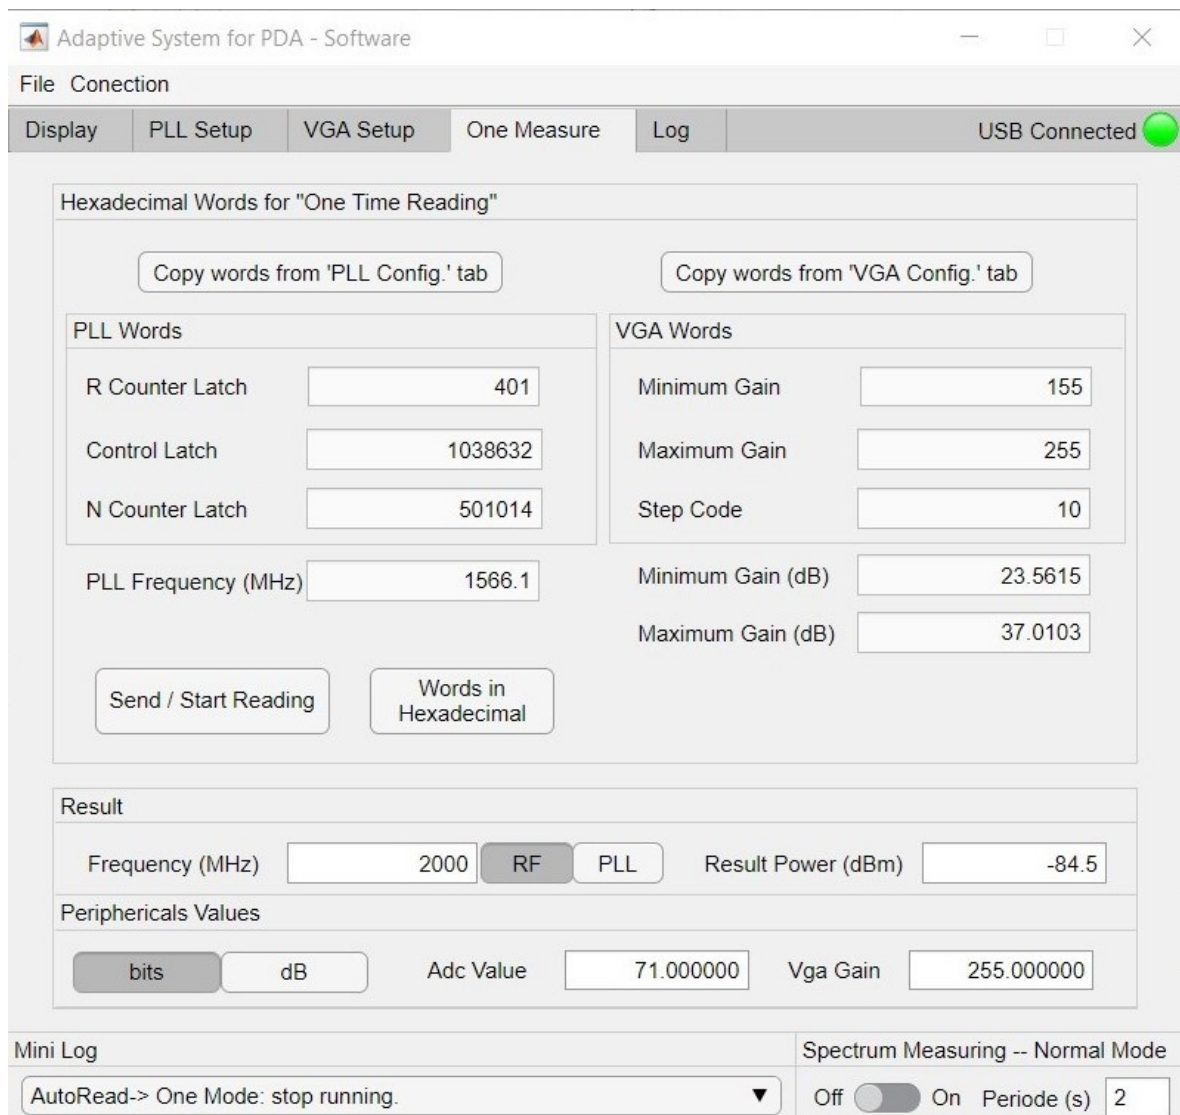 Adaptive System for PDA - Software
File Conection
Display PLL Setup VGA Setup One Measure Log USB Connected
Hexadecimal Words for "One Time Reading"
Copy words from 'PLL Config.' tab Copy words from 'VGA Config.' tab
PLL Words VGA Words
R Counter Latch 401 Minimum Gain 155
Control Latch 1038632 Maximum Gain 255
N Counter Latch 501014 Step Code 10
PLL Frequency (MHz) 1566.1 Minimum Gain (dB) 23.5615
Maximum Gain (dB) 37.0103
Send / Start Reading Words in
Hexadecimal
Result
Frequency (MHz) 2000 RF PLL Result Power (dBm) -84.5
Periphericals Values
bits dB Adc Value 71.000000 Vga Gain 255.000000
Mini Log Spectrum Measuring -- Normal Mode
AutoRead-> One Mode: stop running. Off On Periode (s) 2